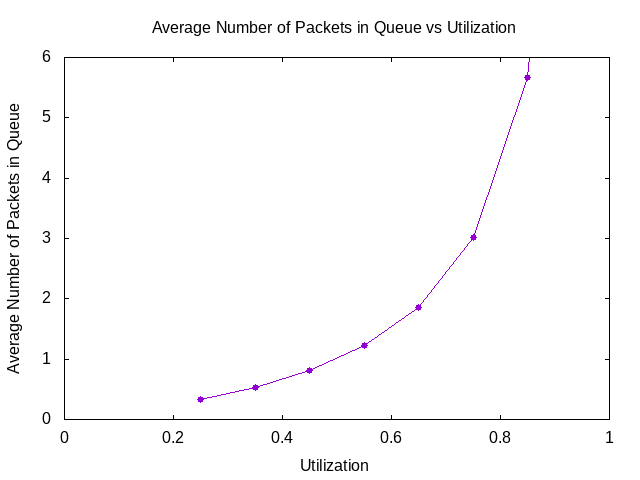 Average Number of Packets in Queue vs Utilization
6
5
4
3
2
1
0
Average Number of Packets in Queue
0 0.2 0.4 0.6 0.8 1
Utilization